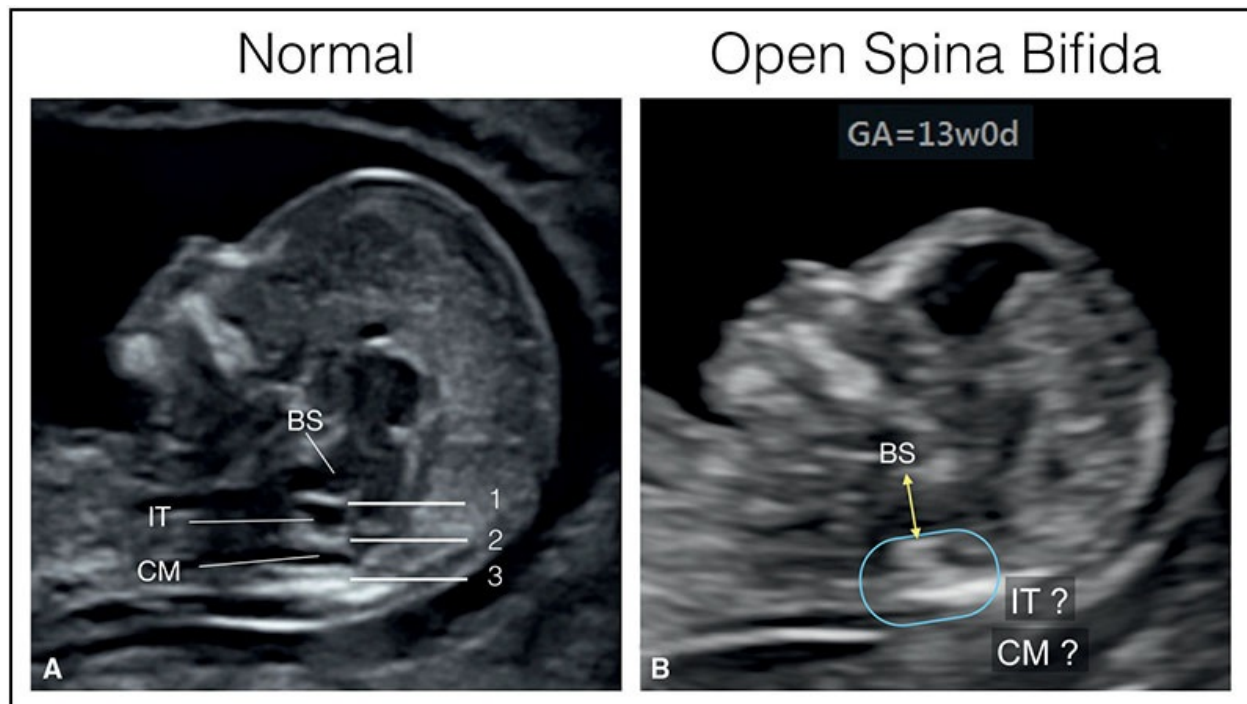 Normal
Open Spina Bifida
BS
IT
CM
1
2
3
A
GA=13w0d
BS
IT ?
CM ?
B